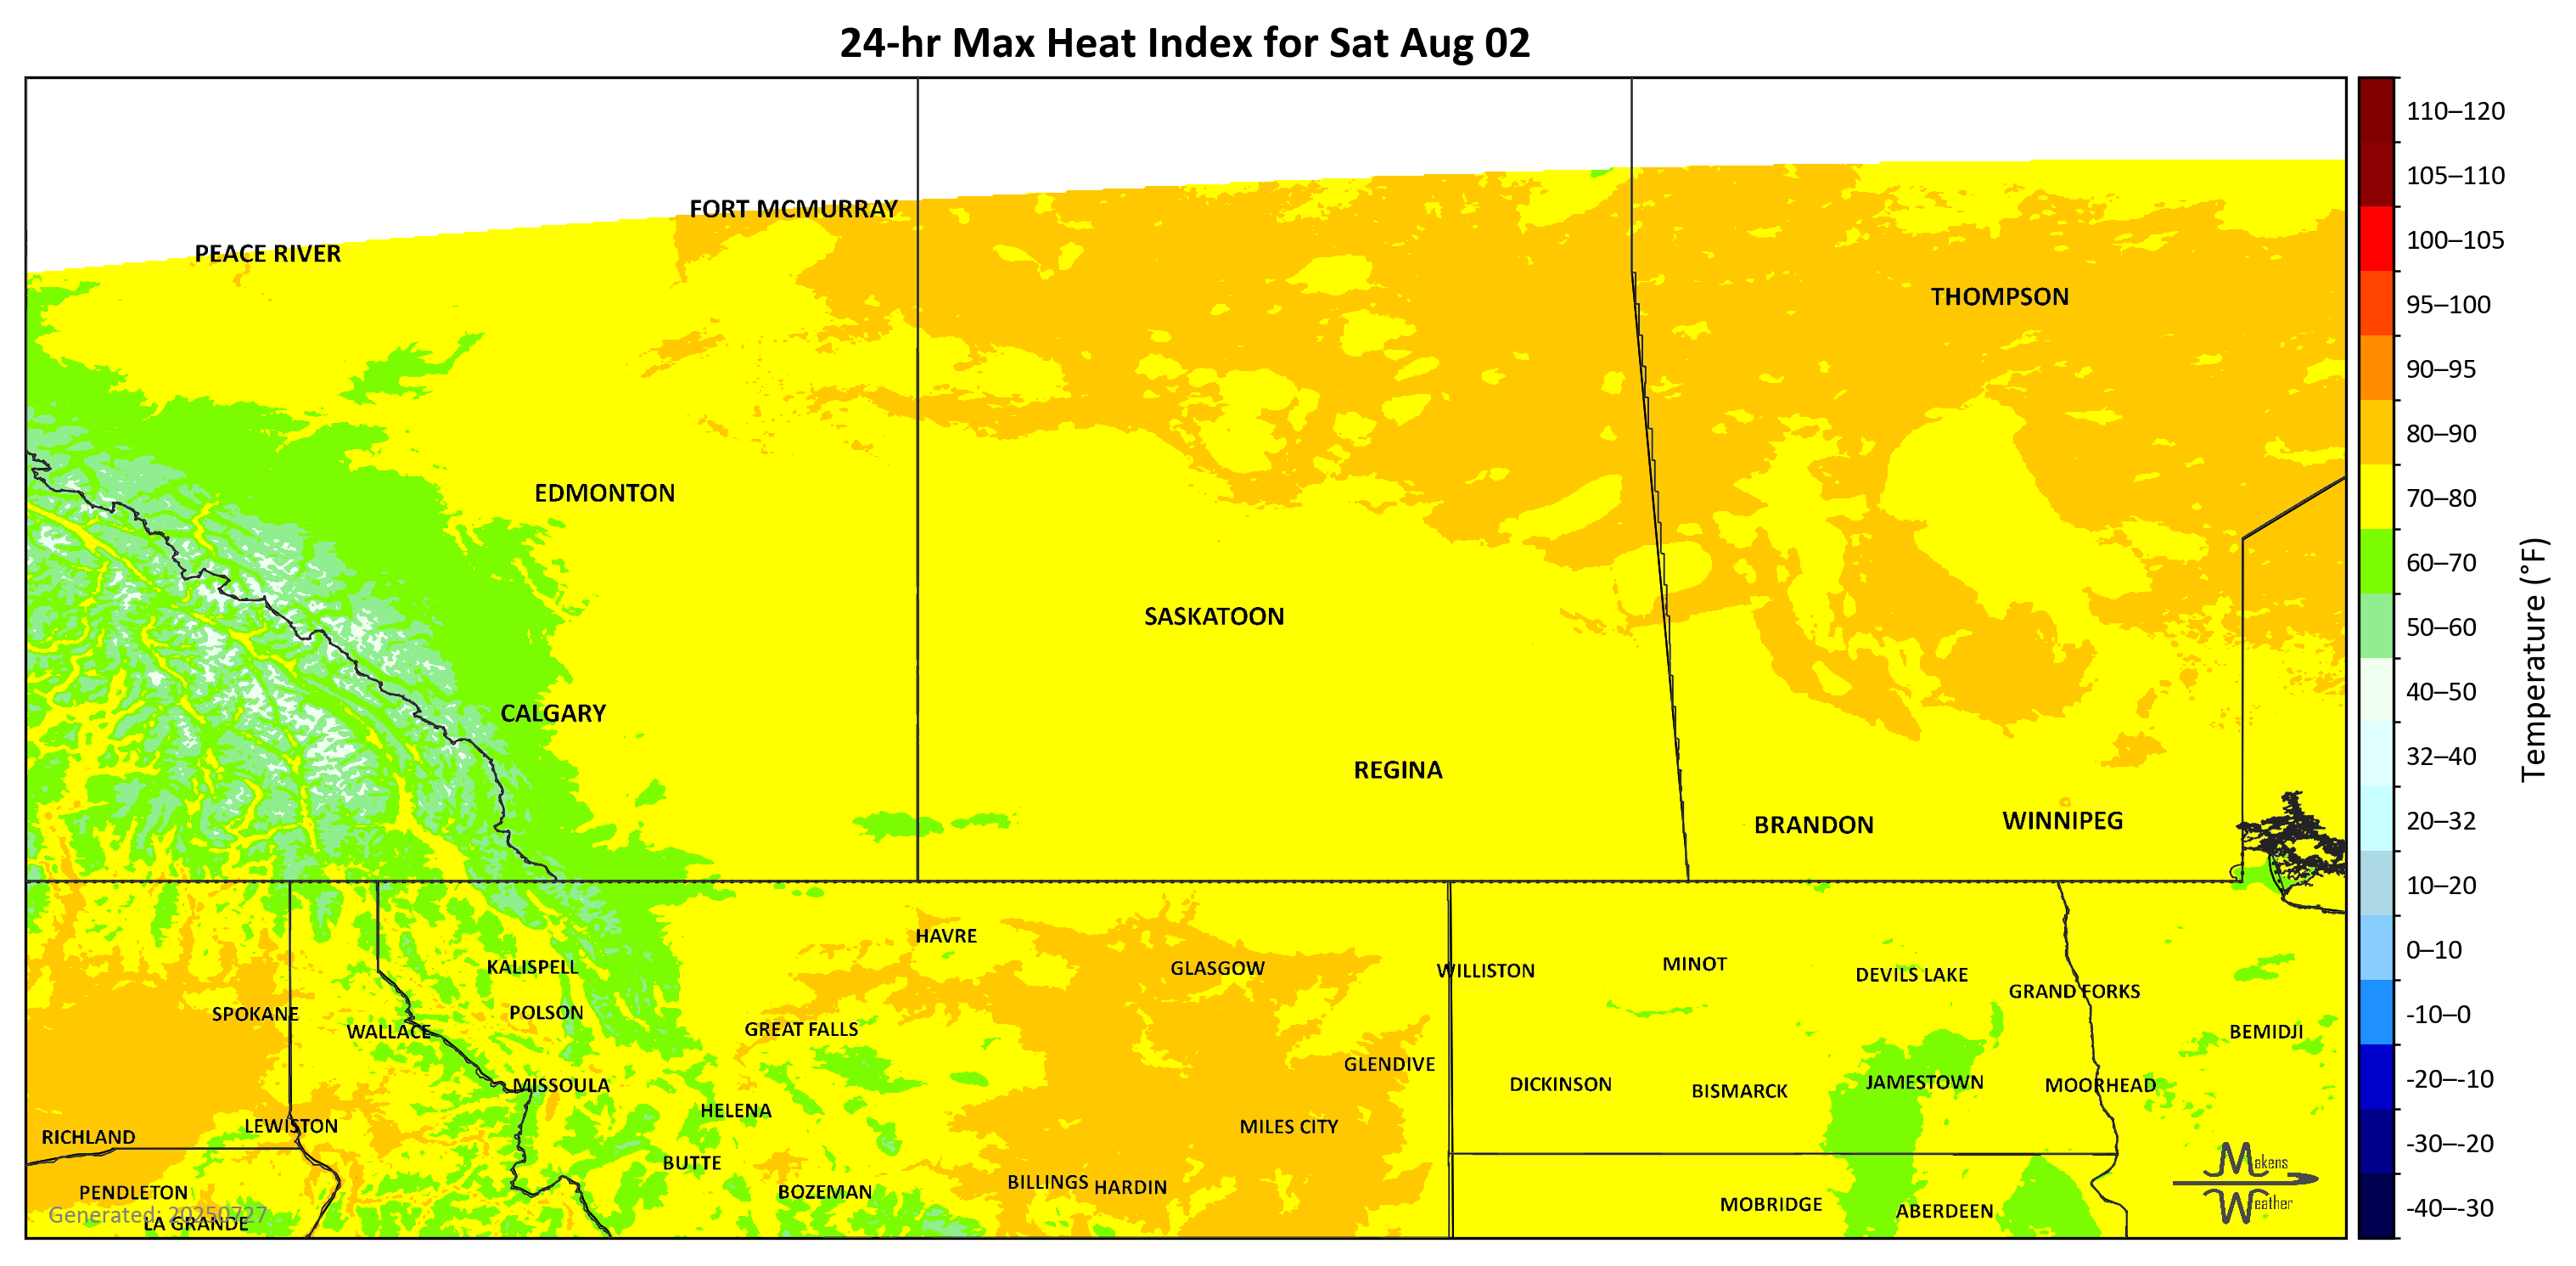 24-hr Max Heat Index for Sat Aug 02
110–120
105–110
100–105
95–100
90–95
80–90
70–80
60–70
50–60
40–50
32–40
20–32
10–20
0–10
-10–0
-20–-10
-30–-20
-40–-30
Temperature (°F)
FORT MCMURRAY
PEACE RIVER
THOMPSON
EDMONTON
SASKATOON
CALGARY
REGINA
BRANDON
WINNIPEG
HAVRE
KALISPELL
GLASGOW
WILLISTON
MINOT
DEVILS LAKE
GRAND FORKS
SPOKANE
POLSON
WALLACE
GREAT FALLS
BEMIDJI
GLENDIVE
MISSOULA
DICKINSON
BISMARCK
JAMESTOWN
MOORHEAD
HELENA
LEWISTON
MILES CITY
RICHLAND
BUTTE
BILLINGS
HARDIN
PENDLETON
BOZEMAN
MOBRIDGE
ABERDEEN
Generated: 20250727
LA GRANDE
Makens
Weather